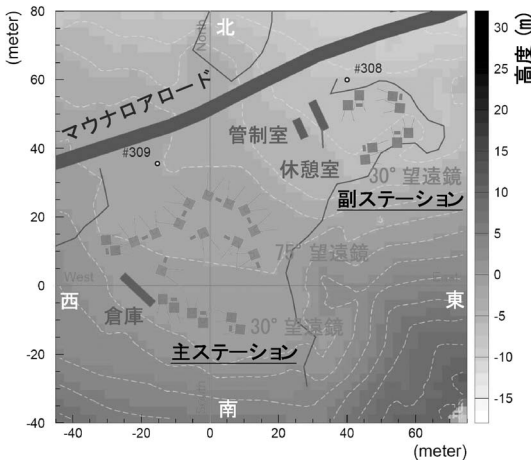 (meter)
80
60
40
20
0
-20
-40
-40
-20
0
20
40
60
(meter)
North
北
マウナロアロード
#308
#309
管制室
休憩室
30° 望遠鏡
副ステーション
75° 望遠鏡
West
西
東
倉庫
30° 望遠鏡
主ステーション
南
高度 (m)
30
25
20
15
10
5
0
-5
-10
-15